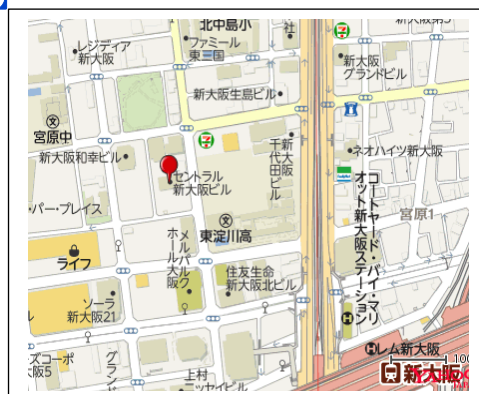 北中島小
社
新大阪第5
レジデイア
新大阪
ファミール
東三国
新大阪
グランドビル
新大阪生島ビル
宮原中
新大阪和幸ビル
新大阪
千代田ビル
ネオハイツ新大阪
セントラル
新大阪ビル
コートヤード・バイ・マリ
オット新大阪ステーション
宮原1
・パー・プレイス
東淀川高
メルパルク
ホール大阪
ライフ
住友生命
新大阪北ビル
ソーラ
新大阪21
レム新大阪
ズコーポ
大阪5
グラン
上村
ニッセイビル
100
新大阪